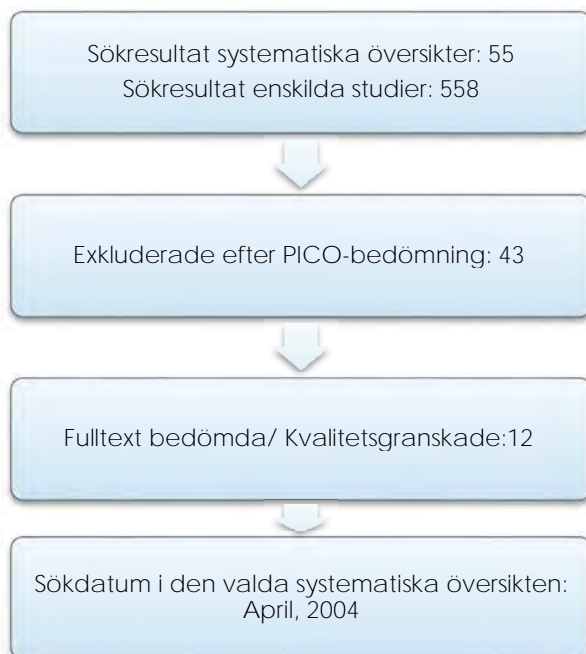 Sökresultat systematiska översikter: 55
Sökresultat enskilda studier: 558
Exkluderade efter PICO-bedömning: 43
Fulltext bedömda/ Kvalitetsgranskade:12
Sökdatum i den valda systematiska översikten:
April, 2004